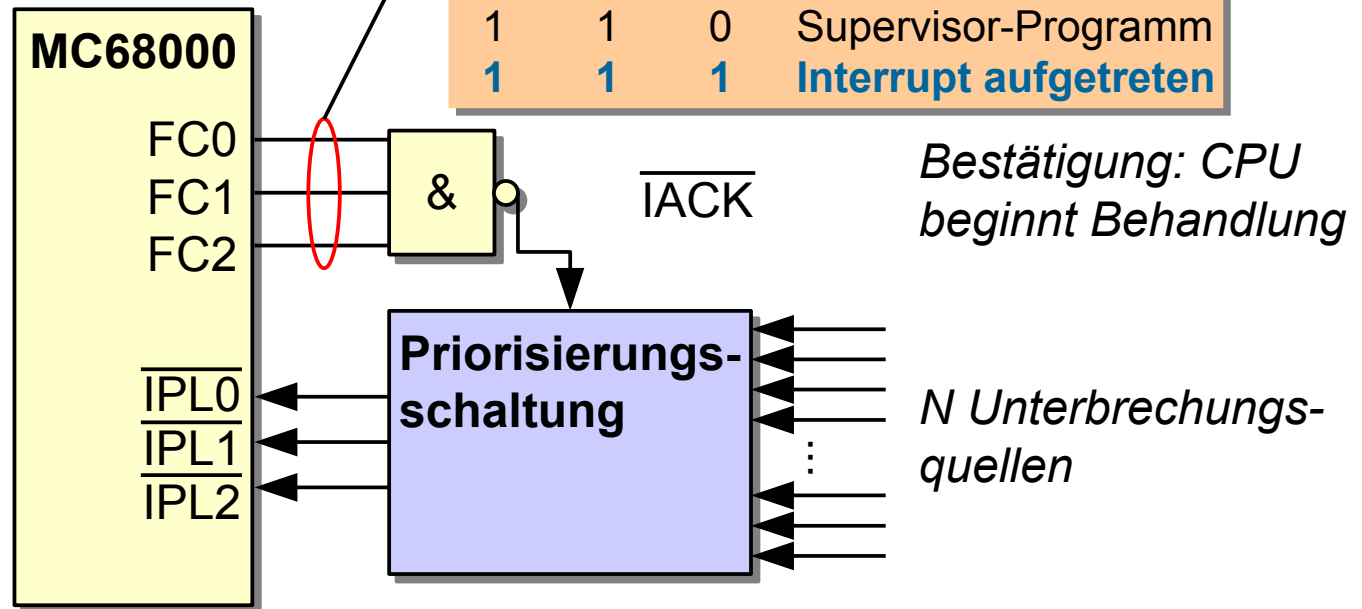 1 1 0 Supervisor-Programm
1 1 1 Interrupt aufgetreten
MC68000
FC0
FC1
FC2
&
IACK
Bestätigung: CPU
beginnt Behandlung
IPL0
IPL1
IPL2
Priorisierungs-
schaltung
...
N Unterbrechungs-
quellen